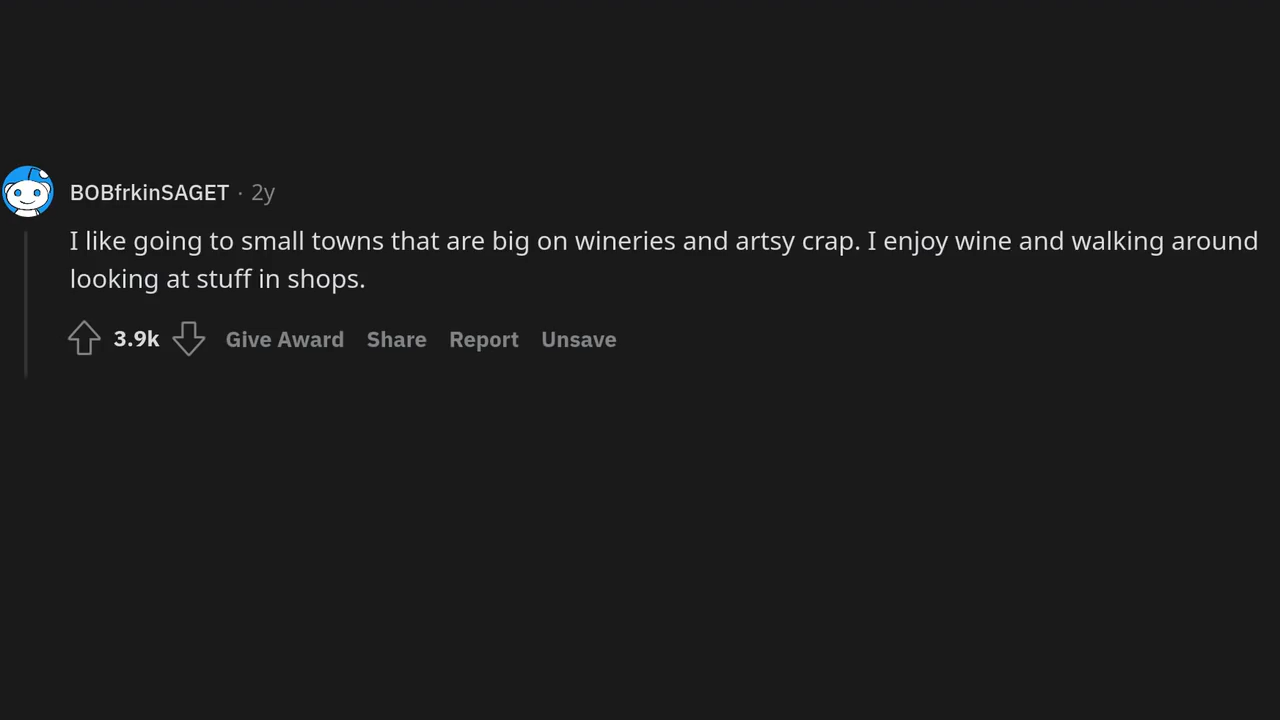 BOBfrkinSAGET · 2y
I like going to small towns that are big on wineries and artsy crap. I enjoy wine and walking around
looking at stuff in shops.
3.9k Give Award Share Report Unsave